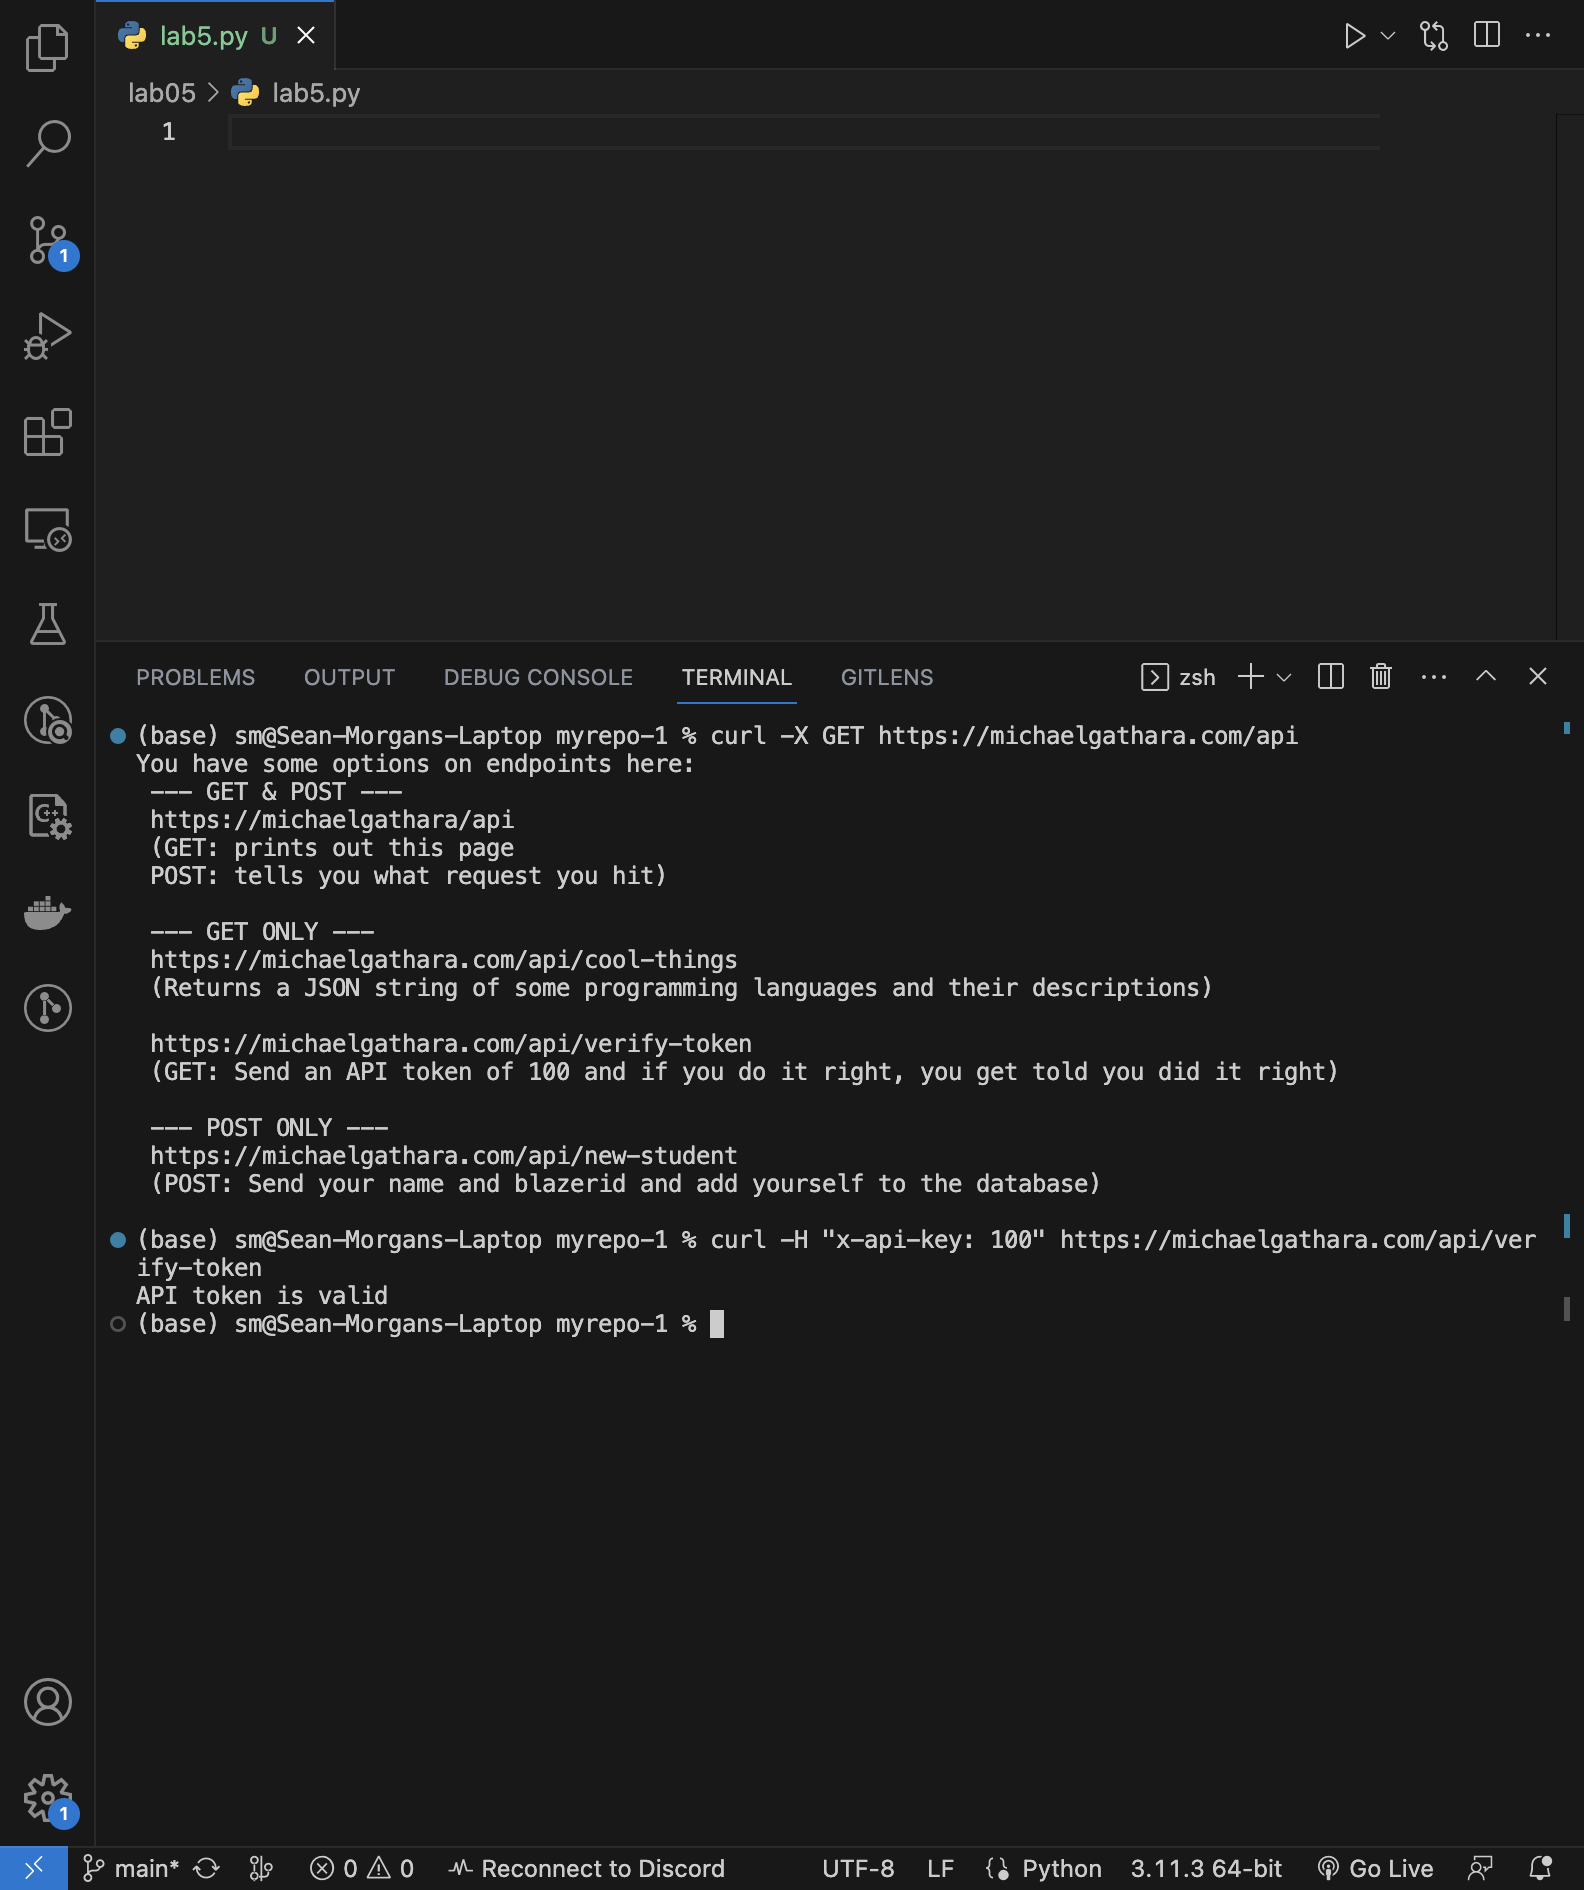 lab5.py U
lab05 > lab5.py
1
1
PROBLEMS OUTPUT DEBUG CONSOLE TERMINAL GITLENS zsh
(base) sm@Sean-Morgans-Laptop myrepo-1 % curl -X GET https://michaelgathara.com/api
You have some options on endpoints here:
--- GET & POST ---
https://michaelgathara/api
(GET: prints out this page
POST: tells you what request you hit)
--- GET ONLY ---
https://michaelgathara.com/api/cool-things
(Returns a JSON string of some programming languages and their descriptions)
https://michaelgathara.com/api/verify-token
(GET: Send an API token of 100 and if you do it right, you get told you did it right)
--- POST ONLY ---
https://michaelgathara.com/api/new-student
(POST: Send your name and blazerid and add yourself to the database)
(base) sm@Sean-Morgans-Laptop myrepo-1 % curl -H "x-api-key: 100" https://michaelgathara.com/api/ver
ify-token
API token is valid
(base) sm@Sean-Morgans-Laptop myrepo-1 %
C++
1
main* 0 0 Reconnect to Discord UTF-8 LF Python 3.11.3 64-bit Go Live